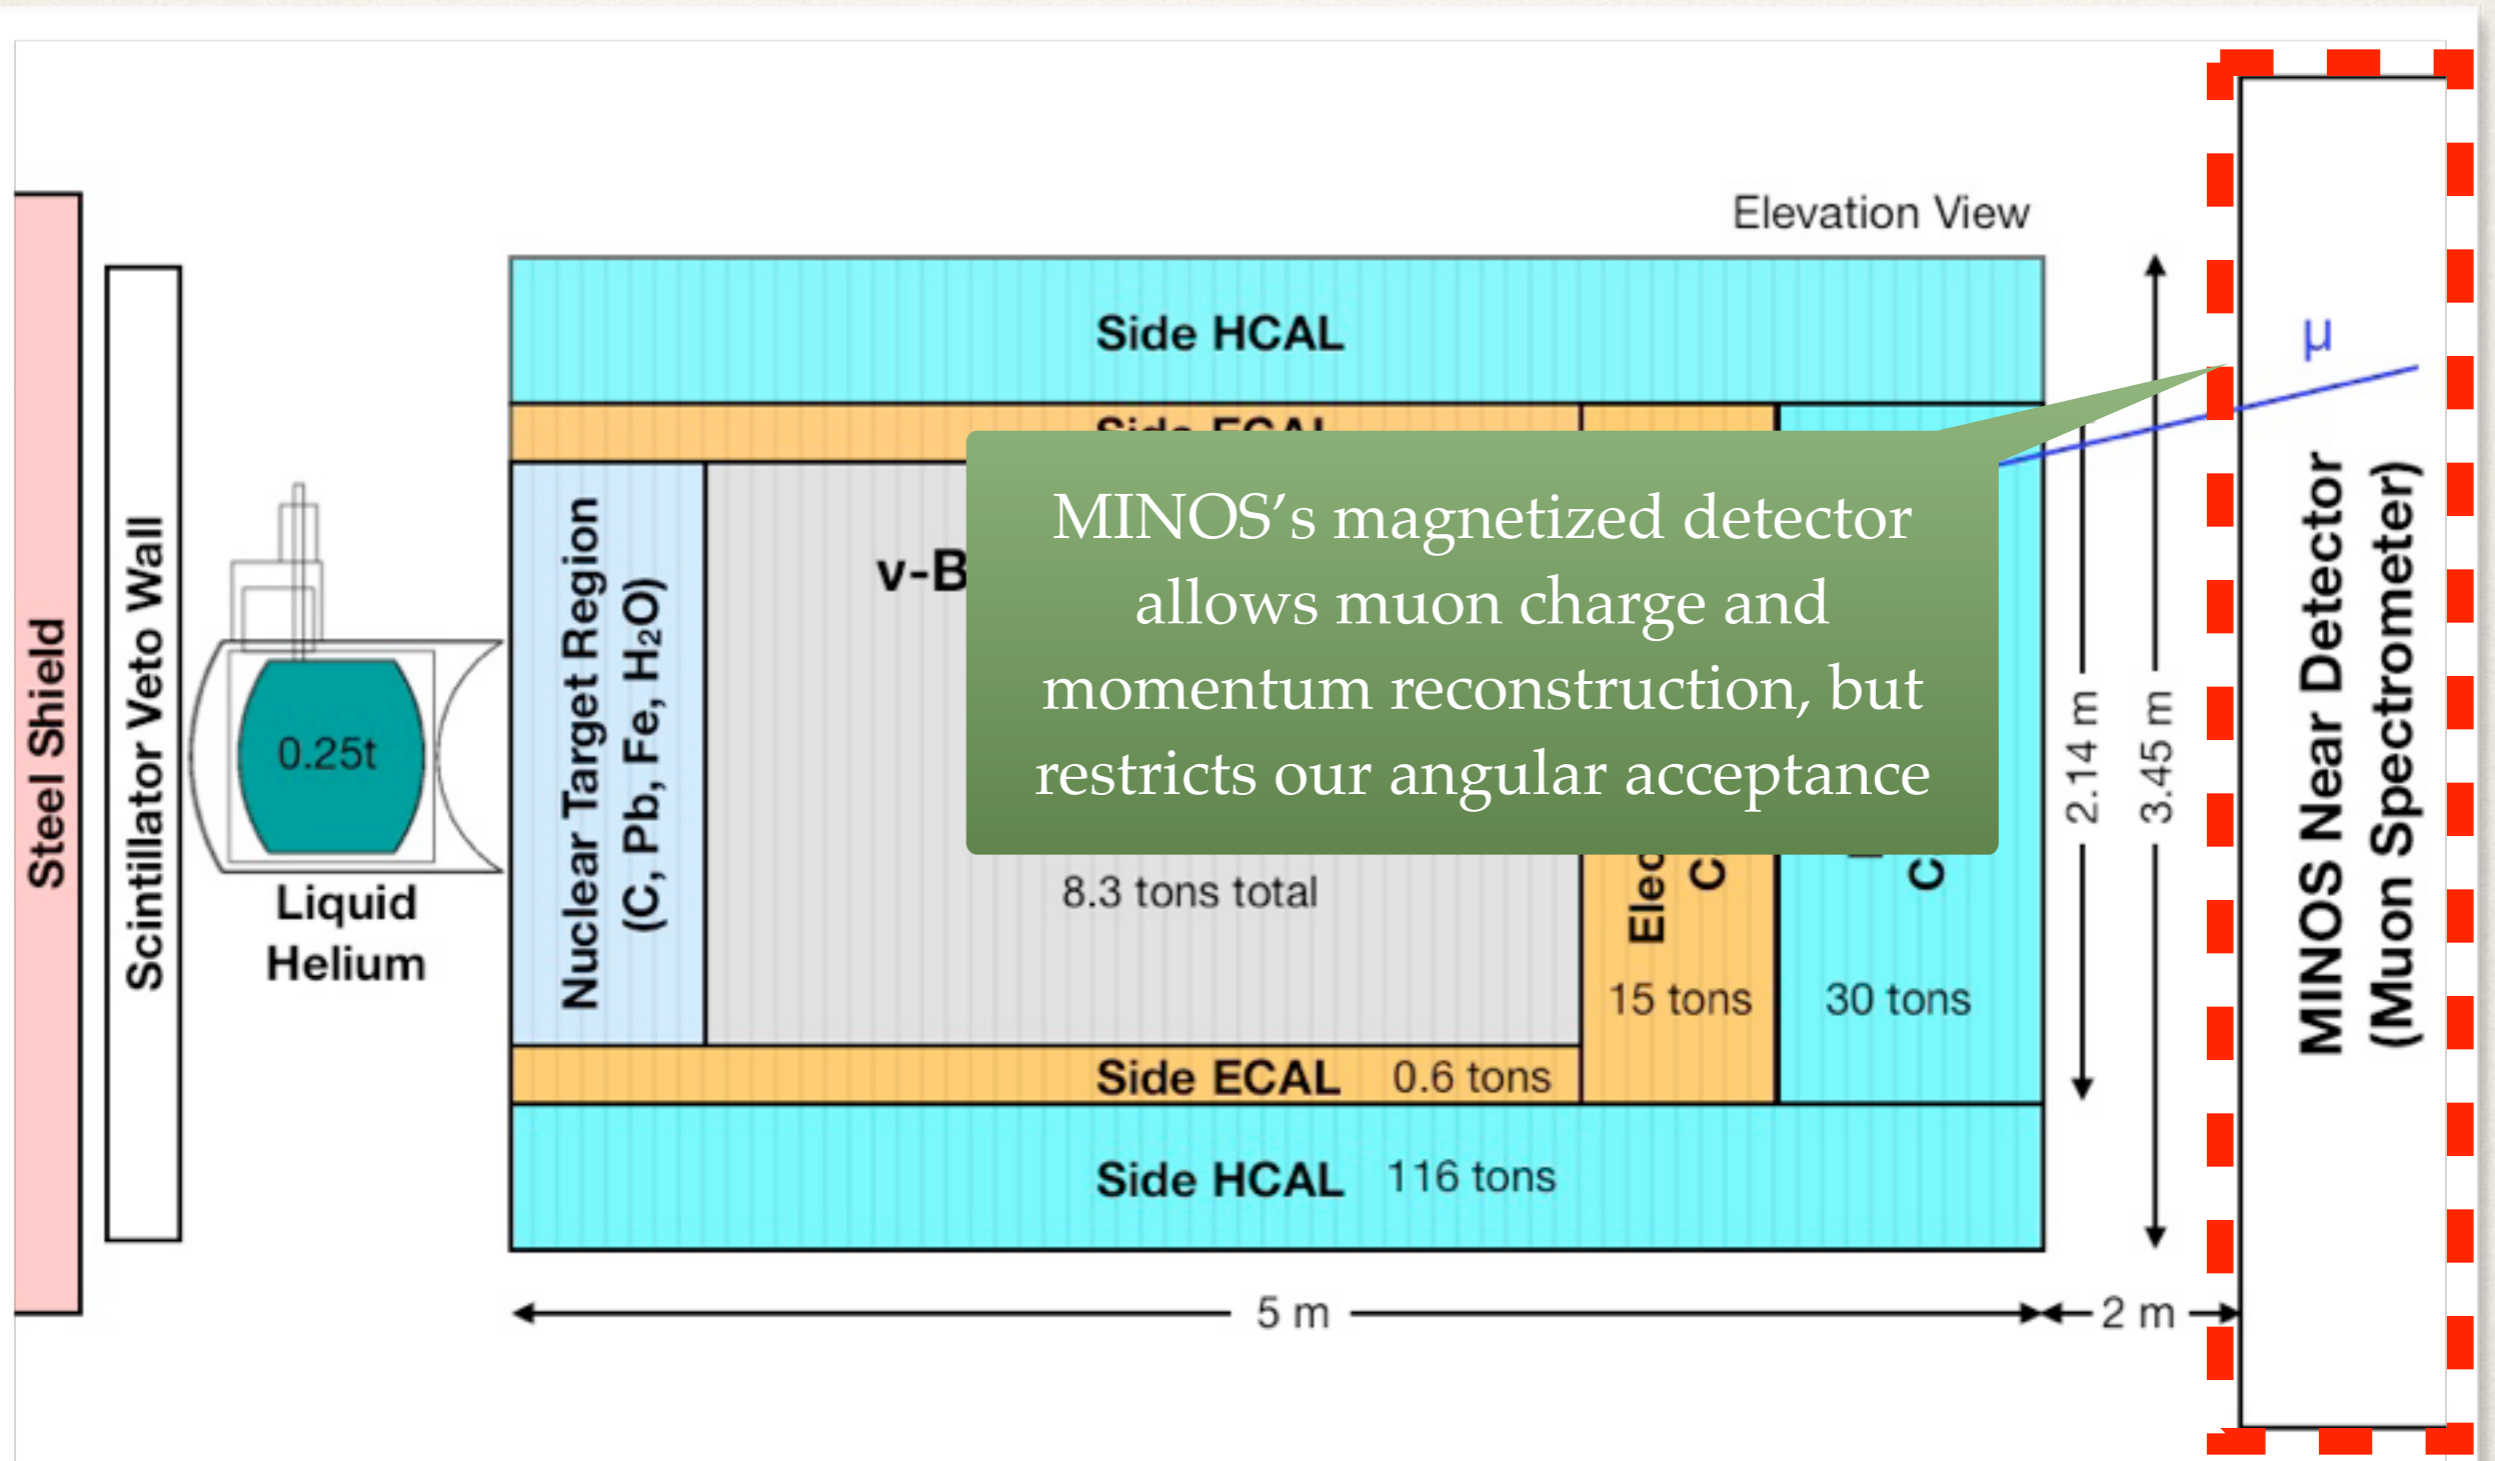 Elevation View
Side HCAL
Side ECAL
Steel Shield
Scintillator Veto Wall
0.25t
Liquid
Helium
Nuclear Target Region
(C, Pb, Fe, H₂O)
MINOS's magnetized detector
allows muon charge and
momentum reconstruction, but
restricts our angular acceptance
8.3 tons total
15 tons
30 tons
Side ECAL 0.6 tons
Side HCAL 116 tons
2.14 m
3.45 m
5 m
2 m
μ
MINOS Near Detector
(Muon Spectrometer)